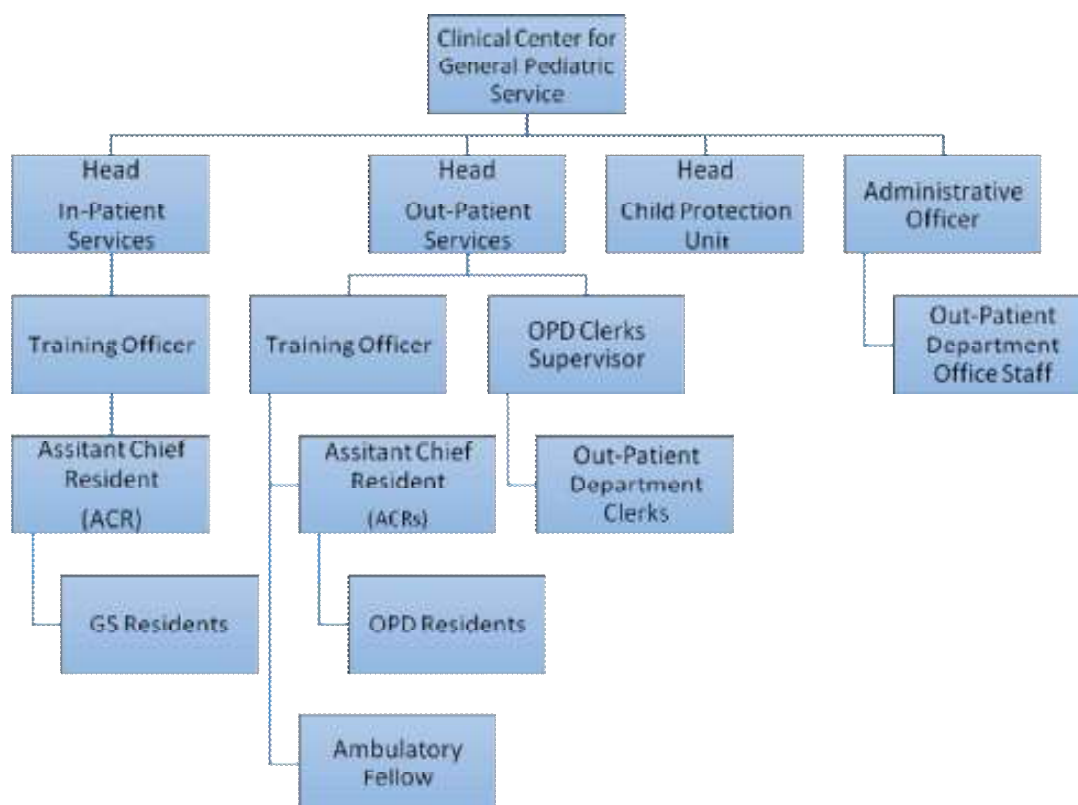 Clinical Center for
General Pediatric
Service
Head
In-Patient
Services
Head
Out-Patient
Services
Head
Child Protection
Unit
Administrative
Officer
Training Officer
Training Officer
OPD Clerks
Supervisor
Out-Patient
Department
Office Staff
Assitant Chief
Resident
(ACR)
Assitant Chief
Resident
(ACRs)
Out-Patient
Department
Clerks
GS Residents
OPD Residents
Ambulatory
Fellow